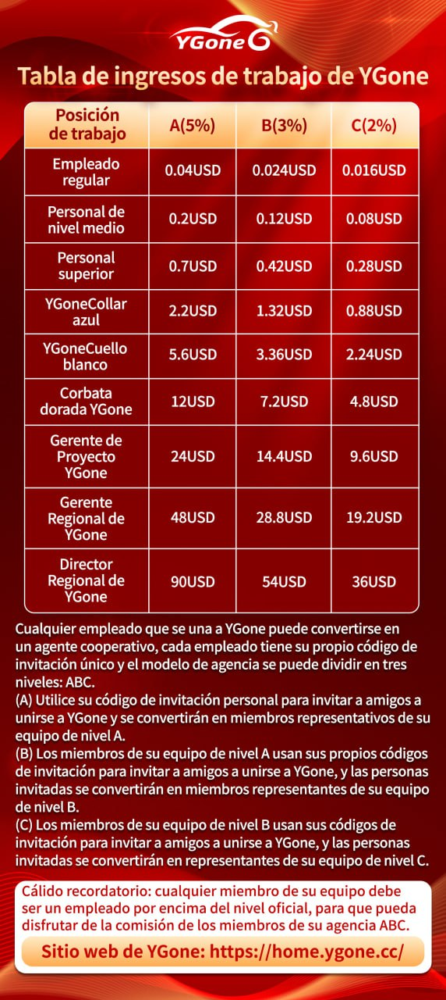 YGone
Tabla de ingresos de trabajo de YGone
Posición
de trabajo
A(5%)
B(3%)
C(2%)
Empleado
regular
0.04USD
0.024USD
0.016USD
Personal de
nivel medio
0.2USD
0.12USD
0.08USD
Personal
superior
0.7USD
0.42USD
0.28USD
YGoneCollar
azul
2.2USD
1.32USD
0.88USD
YGoneCuello
blanco
5.6USD
3.36USD
2.24USD
Corbata
dorada YGone
12USD
7.2USD
4.8USD
Gerente de
Proyecto
YGone
24USD
14.4USD
9.6USD
Gerente
Regional de
YGone
48USD
28.8USD
19.2USD
Director
Regional de
YGone
90USD
54USD
36USD
Cualquier empleado que se una a YGone puede convertirse en
un agente cooperativo, cada empleado tiene su propio código de
invitación único y el modelo de agencia se puede dividir en tres
niveles: ABC.
(A) Utilice su código de invitación personal para invitar a amigos a
unirse a YGone y se convertirán en miembros representativos de su
equipo de nivel A.
(B) Los miembros de su equipo de nivel A usan sus propios códigos
de invitación para invitar a amigos a unirse a YGone, y las personas
invitadas se convertirán en miembros representantes de su equipo
de nivel B.
(C) Los miembros de su equipo de nivel B usan sus códigos de
invitación para invitar a amigos a unirse a YGone, y las personas
invitadas se convertirán en representantes de su equipo de nivel C.
Cálido recordatorio: cualquier miembro de su equipo debe
ser un empleado por encima del nivel oficial, para que pueda
disfrutar de la comisión de los miembros de su agencia ABC.
Sitio web de YGone: https://home.ygone.cc/